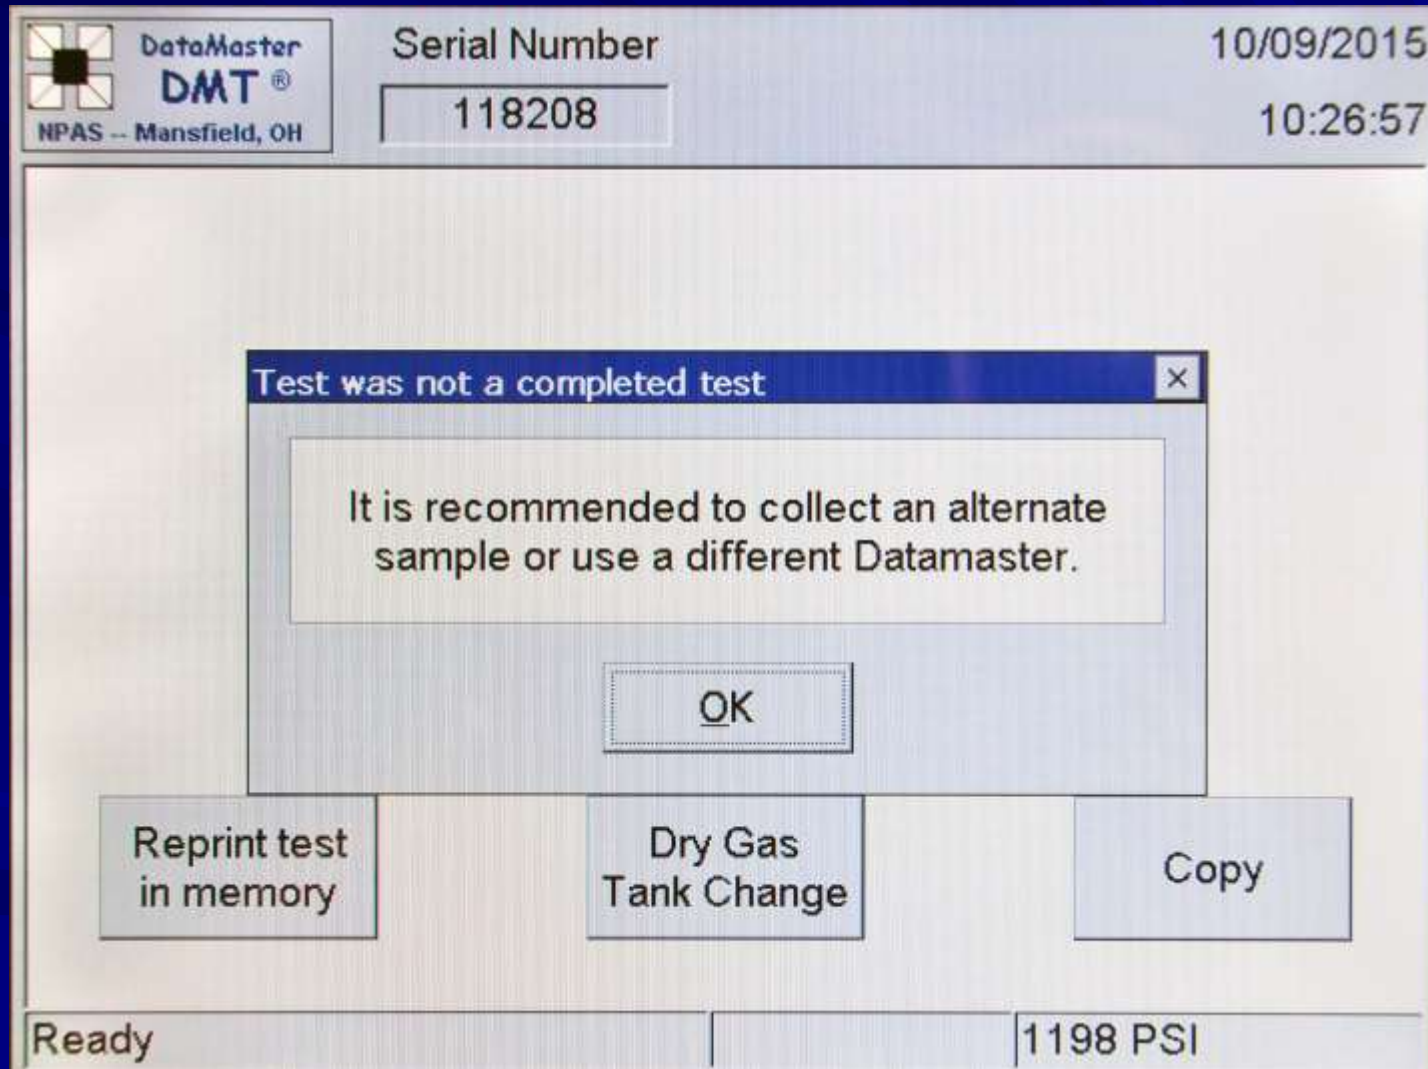 DataMaster
DMT ®
NPAS -- Mansfield, OH
Serial Number
118208
10/09/2015
10:26:57
Test was not a completed test
It is recommended to collect an alternate
sample or use a different Datamaster.
OK
Reprint test
in memory
Dry Gas
Tank Change
Copy
Ready
1198 PSI